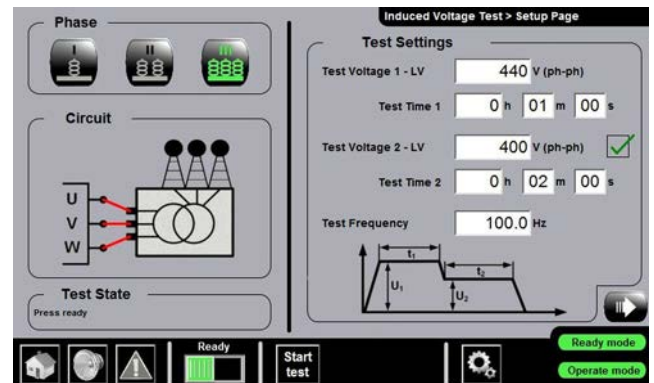 Induced Voltage Test > Setup Page
Phase
I
II
III
Circuit
U
V
W
Test State
Press ready
Test Settings
Test Voltage 1 - LV 440 V (ph-ph)
Test Time 1 0 h 01 m 00 s
Test Voltage 2 - LV 400 V (ph-ph)
Test Time 2 0 h 02 m 00 s
Test Frequency 100.0 Hz
t1
t2
U1
U2
Ready
Start
test
Ready mode
Operate mode